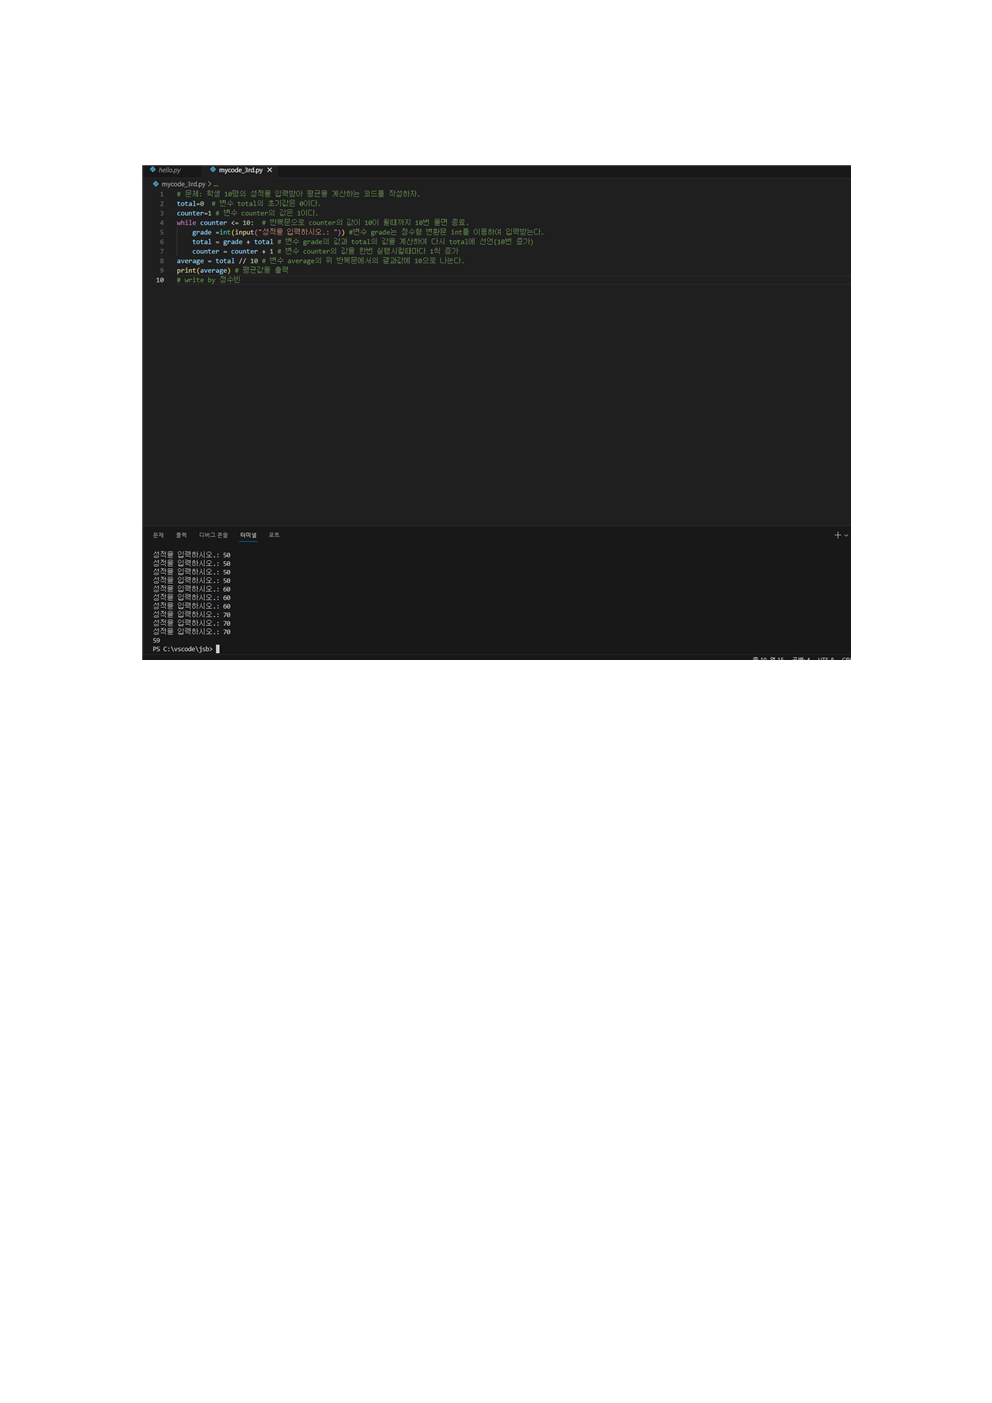 hello.py
mycode_3rd.py
mycode_3rd.py > ...
1 # 문제: 학생 10명의 성적을 입력받아 평균을 계산하는 코드를 작성하자.
2 total=0 # 변수 total의 초기값은 0이다.
3 counter=1 # 변수 counter의 값은 1이다.
4 while counter <= 10: # 반복문으로 counter의 값이 10이 될때까지 10번 돌면 종료.
5 grade =int(input("성적을 입력하시오.: ")) #변수 grade는 정수형 변환문 int를 이용하여 입력받는다.
6 total = grade + total # 변수 grade의 값과 total의 값을 계산하여 다시 total에 선언(10번 증가)
7 counter = counter + 1 # 변수 counter의 값을 한번 실행시킬때마다 1씩 증가
8 average = total // 10 # 변수 average의 위 반복문에서의 결과값에 10으로 나눈다.
9 print(average) # 평균값을 출력
10 # write by 정수빈
문제 출력 디버그 콘솔 터미널 포트
성적을 입력하시오.: 50
성적을 입력하시오.: 50
성적을 입력하시오.: 50
성적을 입력하시오.: 50
성적을 입력하시오.: 60
성적을 입력하시오.: 60
성적을 입력하시오.: 60
성적을 입력하시오.: 70
성적을 입력하시오.: 70
성적을 입력하시오.: 70
59
PS C:\vscode\jsb>